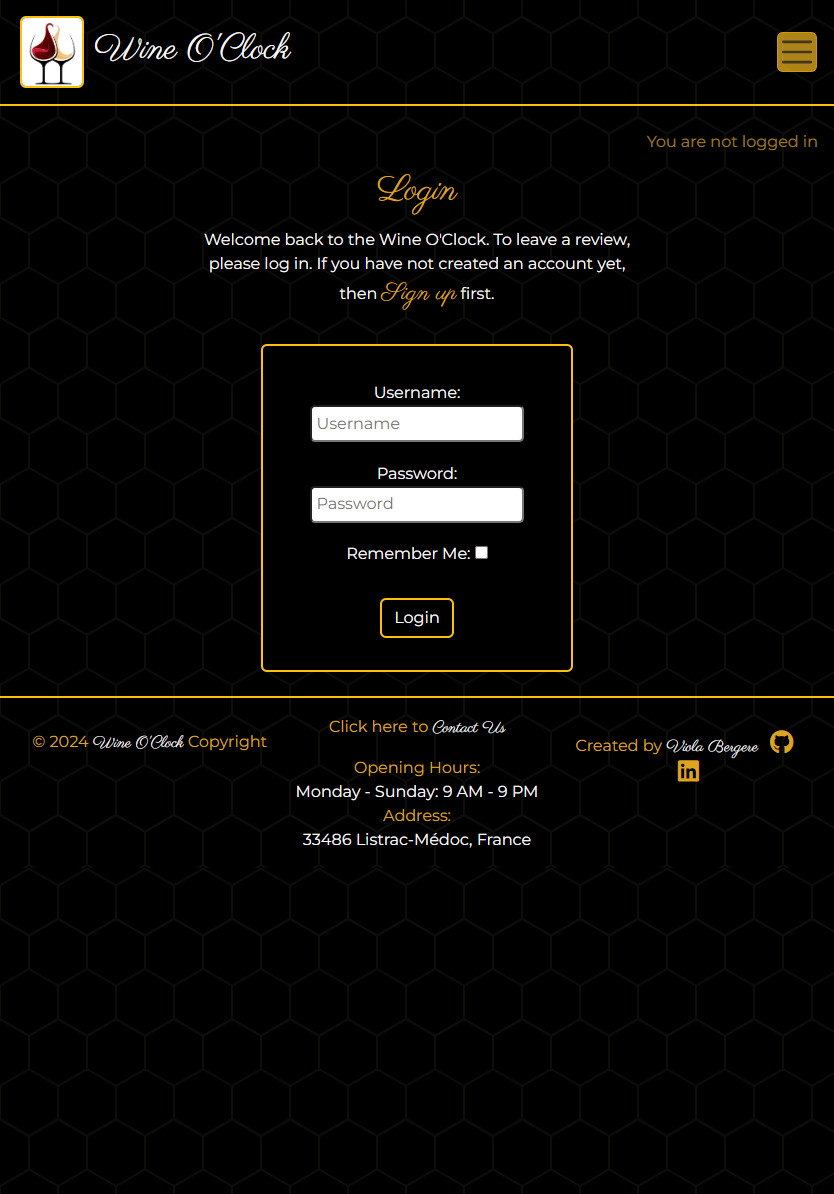 Wine O'Clock
You are not logged in
Login
Welcome back to the Wine O'Clock. To leave a review,
please log in. If you have not created an account yet,
then Sign up first.
Username:
Username
Password:
Password
Remember Me:
Login
© 2024 Wine O'Clock Copyright
Click here to Contact Us
Opening Hours:
Monday - Sunday: 9 AM - 9 PM
Address:
33486 Listrac-Médoc, France
Created by Viola Bergere
in